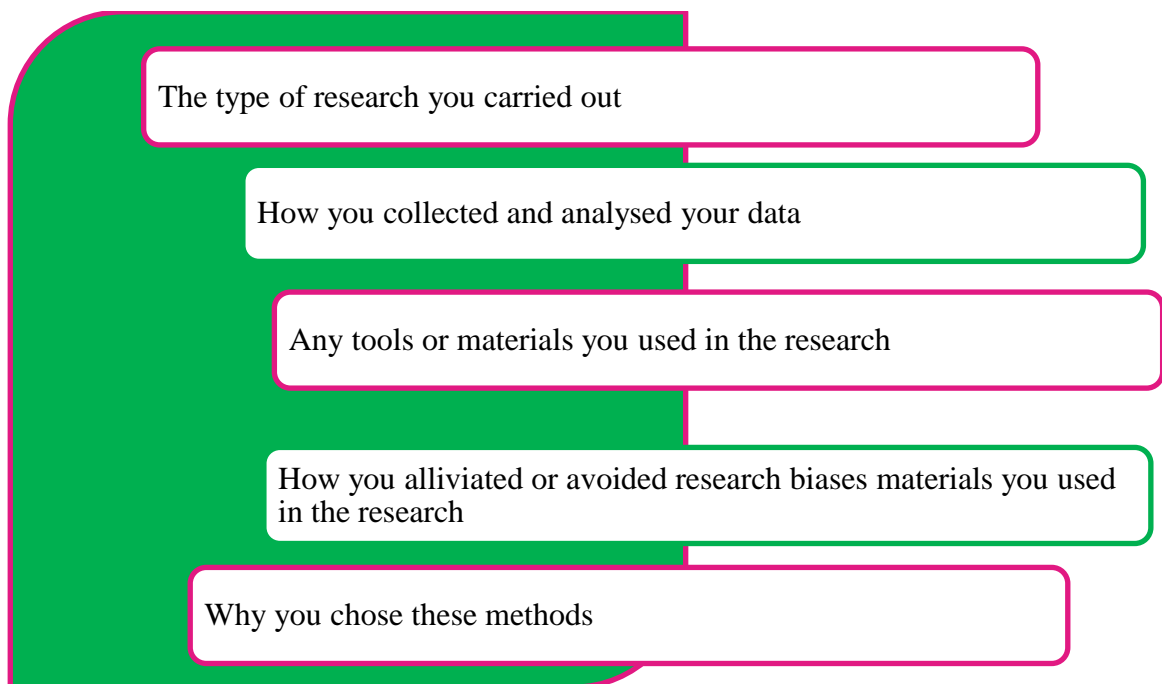 The type of research you carried out
How you collected and analysed your data
Any tools or materials you used in the research
How you alliviated or avoided research biases materials you used
in the research
Why you chose these methods